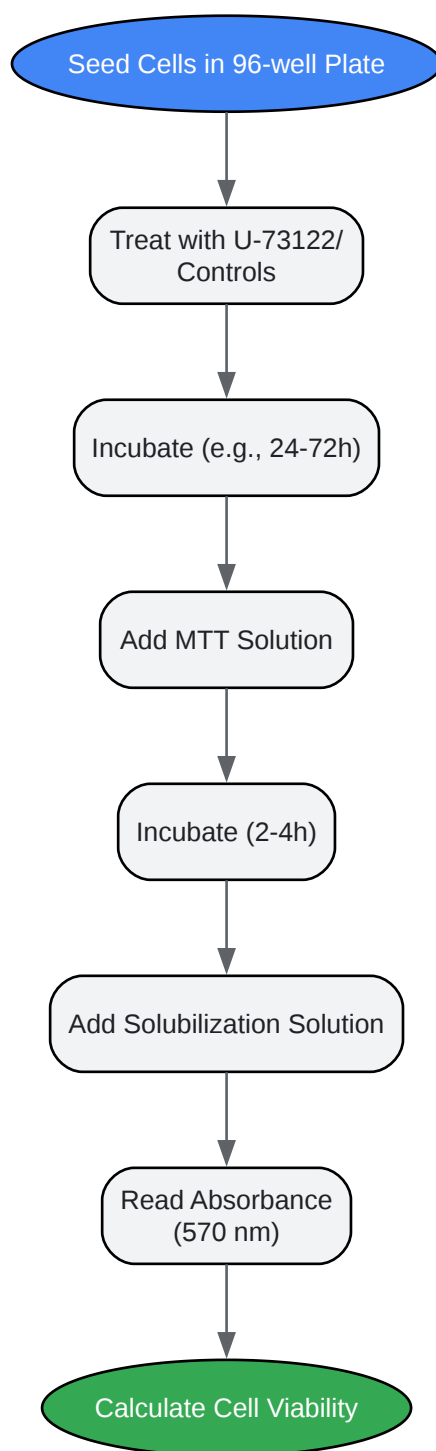 Seed Cells in 96-well Plate
Treat with U-73122/
Controls
Incubate (e.g., 24-72h)
Add MTT Solution
Incubate (2-4h)
Add Solubilization Solution
Read Absorbance
(570 nm)
Calculate Cell Viability